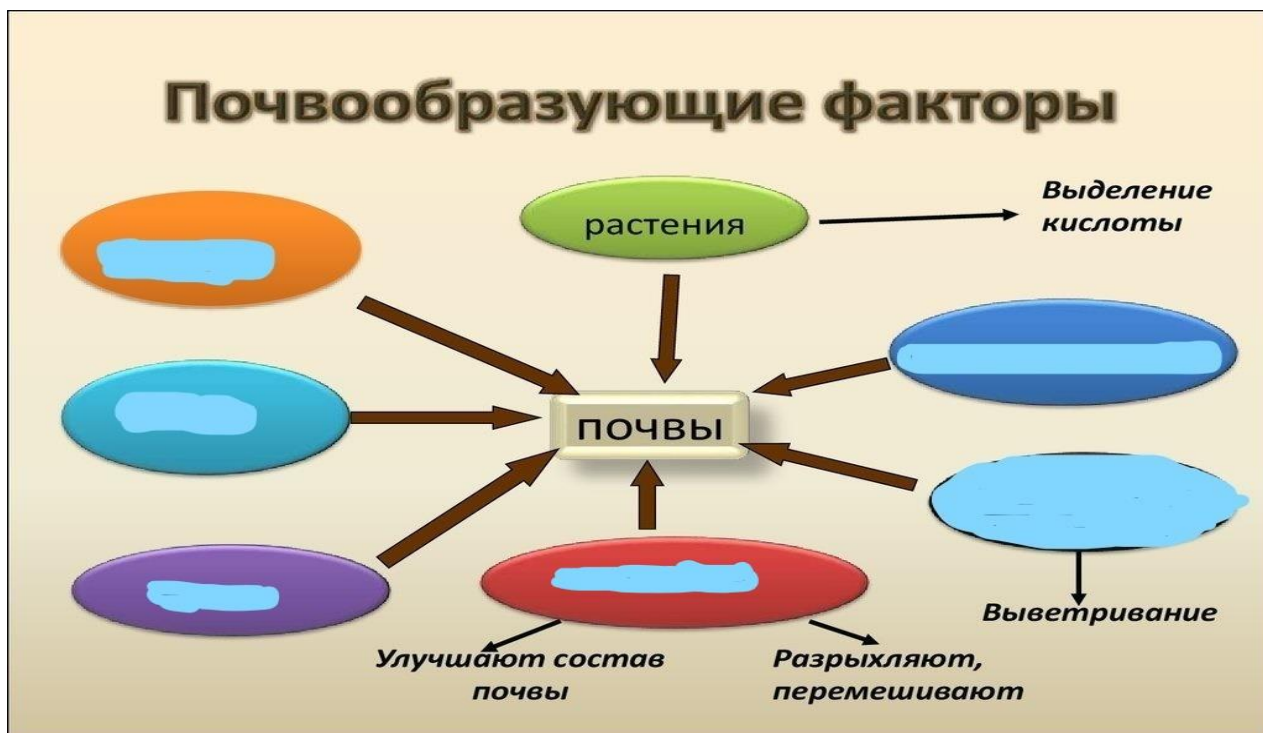 Почвообразующие факторы
растения
Выделение
кислоты
почвы
Выветривание
Улучшают состав
почвы
Разрыхляют,
перемешивают